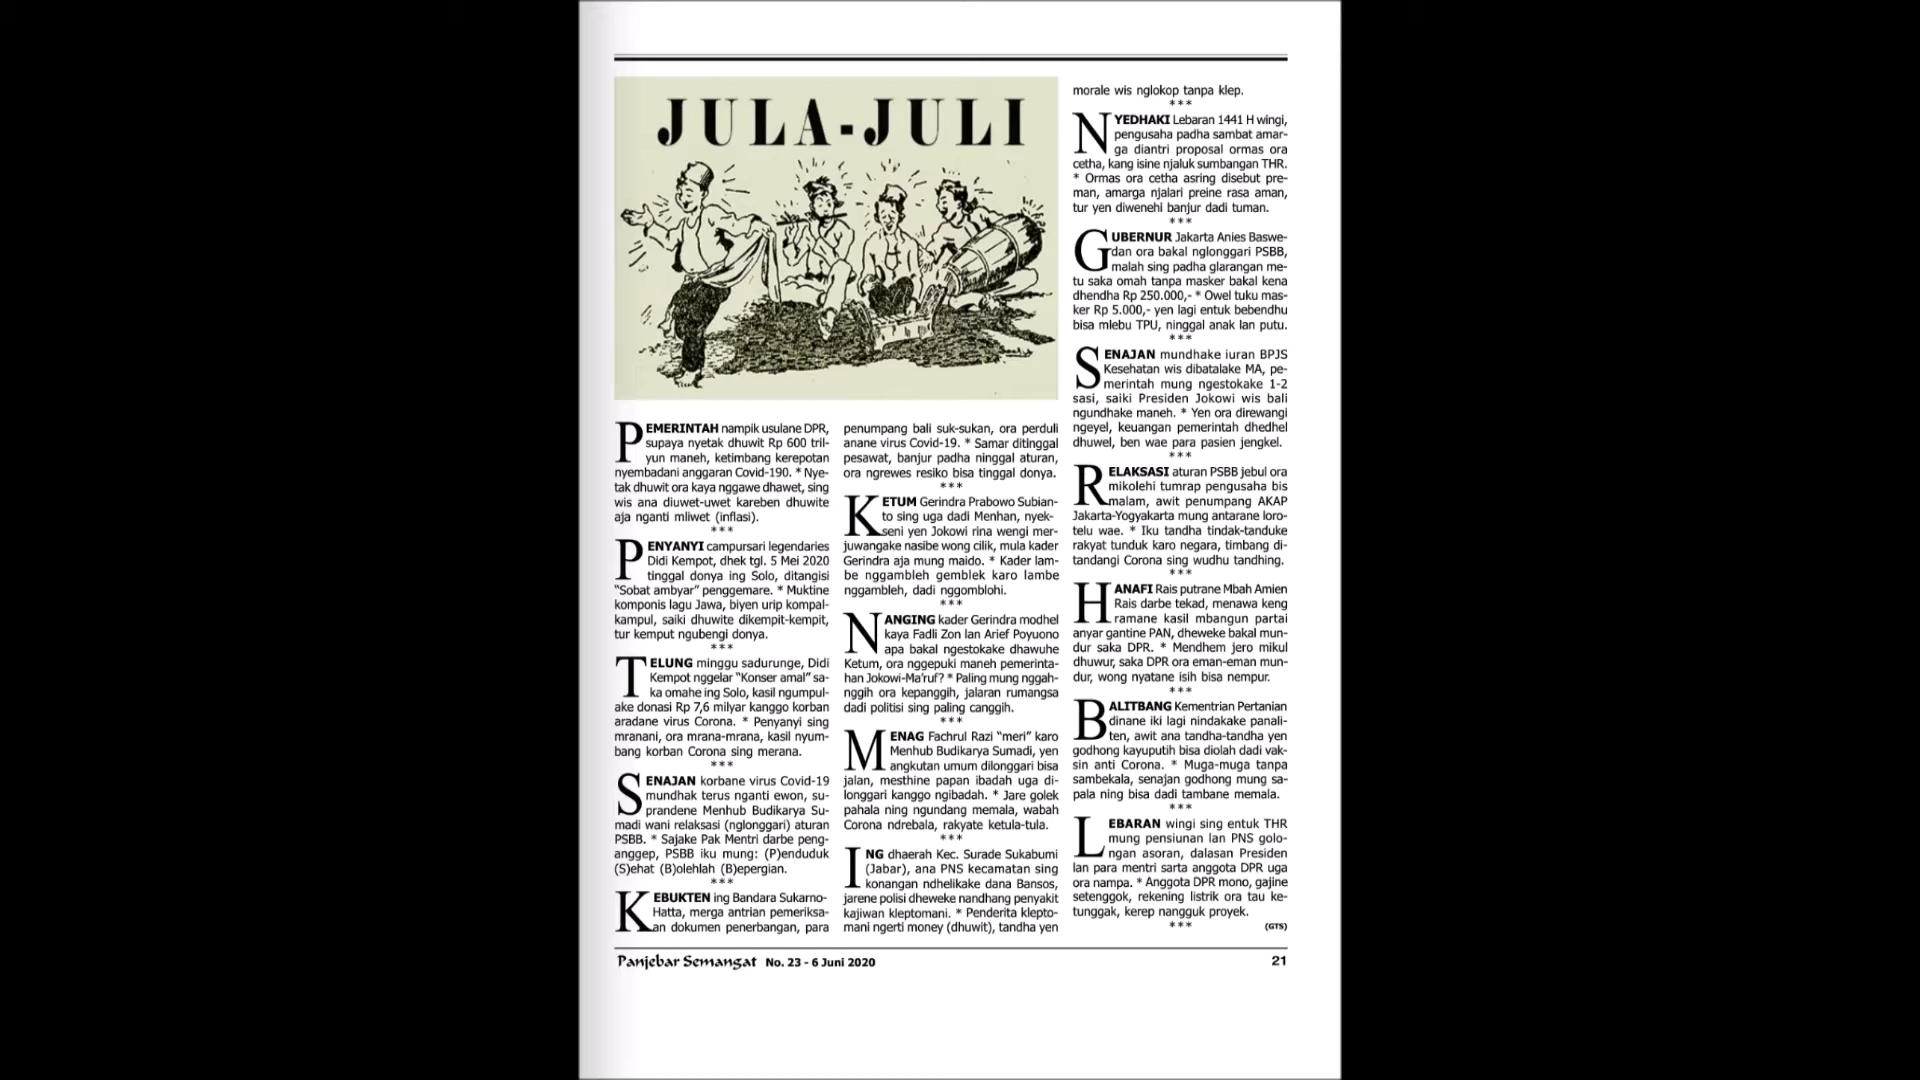 JULA-JULI
PEMERINTAH nampik usulane DPR,
supaya nyetak dhuwit Rp 600 tril-
yun maneh, ketimbang kerepotan
nyembadani anggaran Covid-190. * Nye-
tak dhuwit ora kaya nggawe dhawet, sing
wis ana diuwet-uwet kareben dhuwite
aja nganti mliwet (inflasi).
***
PENYANYI campursari legendaries
Didi Kempot, dhek tgl. 5 Mei 2020
tinggal donya ing Solo, ditangisi
“Sobat ambyar” penggemare. * Muktine
komponis lagu Jawa, biyen urip kompal-
kampul, saiki dhuwite dikempit-kempit,
tur kemput ngubengi donya.
***
TELUNG minggu sadurunge, Didi
Kempot nggelar “Konser amal” sa-
ka omahe ing Solo, kasil ngumpul-
ake donasi Rp 7,6 milyar kanggo korban
aradane virus Corona. * Penyanyi sing
mranani, ora mrana-mrana, kasil nyum-
bang korban Corona sing merana.
***
SENAJAN korbane virus Covid-19
mundhak terus nganti ewon, su-
prandene Menhub Budikarya Su-
madi wani relaksasi (nglonggari) aturan
PSBB. * Sajake Pak Mentri darbe peng-
anggep, PSBB iku mung: (P)enduduk
(S)ehat (B)olehlah (B)epergian.
***
KEBUKTEN ing Bandara Sukarno-
Hatta, merga antrian pemeriksa-
an dokumen penerbangan, para
penumpang bali suk-sukan, ora perduli
anane virus Covid-19. * Samar ditinggal
pesawat, banjur padha ninggal aturan,
ora ngrewes resiko bisa tinggal donya.
***
KETUM Gerindra Prabowo Subian-
to sing uga dadi Menhan, nyek-
seni yen Jokowi rina wengi mer-
juwangake nasibe wong cilik, mula kader
Gerindra aja mung maido. * Kader lam-
be nggambleh gemblek karo lambe
nggambleh, dadi nggomblohi.
***
NANGING kader Gerindra modhel
kaya Fadli Zon lan Arief Poyuono
apa bakal ngestokake dhawuhe
Ketum, ora nggepuki maneh pemerinta-
han Jokowi-Ma’ruf? * Paling mung nggah-
nggih ora kepanggih, jalaran rumangsa
dadi politisi sing paling canggih.
***
MENAG Fachrul Razi “meri” karo
Menhub Budikarya Sumadi, yen
angkutan umum dilonggari bisa
jalan, mesthine papan ibadah uga di-
longgari kanggo ngibadah. * Jare golek
pahala ning ngundang memala, wabah
Corona ndrebala, rakyate ketula-tula.
***
ING dhaerah Kec. Surade Sukabumi
(Jabar), ana PNS kecamatan sing
konangan ndhelikake dana Bansos,
jarene polisi dheweke nandhang penyakit
kajiwan kleptomani. * Penderita klepto-
mani ngerti money (dhuwit), tandha yen
morale wis nglokop tanpa klep.
***
NYEDHAKI Lebaran 1441 H wingi,
pengusaha padha sambat amar-
ga diantri proposal ormas ora
cetha, kang isine njaluk sumbangan THR.
* Ormas ora cetha asring disebut pre-
man, amarga njalari preine rasa aman,
tur yen diwenehi banjur dadi tuman.
***
GUBERNUR Jakarta Anies Baswe-
dan ora bakal nglonggari PSBB,
malah sing padha glarangan me-
tu saka omah tanpa masker bakal kena
dhendha Rp 250.000,- * Owel tuku mas-
ker Rp 5.000,- yen lagi entuk bebendhu
bisa mlebu TPU, ninggal anak lan putu.
***
SENAJAN mundhake iuran BPJS
Kesehatan wis dibatalake MA, pe-
merintah mung ngestokake 1-2
sasi, saiki Presiden Jokowi wis bali
ngundhake maneh. * Yen ora direwangi
ngeyel, keuangan pemerintah dhedhel
dhuwel, ben wae para pasien jengkel.
***
RELAKSASI aturan PSBB jebul ora
mikolehi tumrap pengusaha bis
malam, awit penumpang AKAP
Jakarta-Yogyakarta mung antarane loro-
telu wae. * Iku tandha tindak-tanduke
rakyat tunduk karo negara, timbang di-
tandangi Corona sing wudhu tandhing.
***
HANAFI Rais putrane Mbah Amien
Rais darbe tekad, menawa keng
ramane kasil mbangun partai
anyar gantine PAN, dheweke bakal mun-
dur saka DPR. * Mendhem jero mikul
dhuwur, saka DPR ora eman-eman mun-
dur, wong nyatane isih bisa nempur.
***
BALITBANG Kementrian Pertanian
dinane iki lagi nindakake panali-
ten, awit ana tandha-tandha yen
godhong kayuputih bisa diolah dadi vak-
sin anti Corona. * Muga-muga tanpa
sambekala, senajan godhong mung sa-
pala ning bisa dadi tambane memala.
***
LEBARAN wingi sing entuk THR
mung pensiunan lan PNS golo-
ngan asoran, dalasan Presiden
lan para mentri sarta anggota DPR uga
ora nampa. * Anggota DPR mono, gajine
setenggok, rekening listrik ora tau ke-
tunggak, kerep nangguk proyek.
***
(GTS)
Panjebar Semangat No. 23 - 6 Juni 2020
21